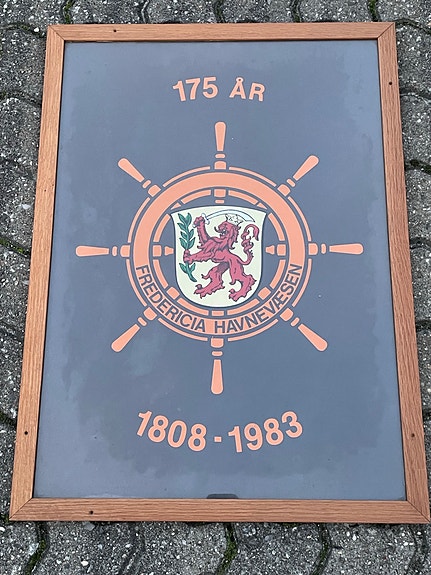 175 ÅR
FREDERICIA HAVNEVÆSEN
1808 - 1983